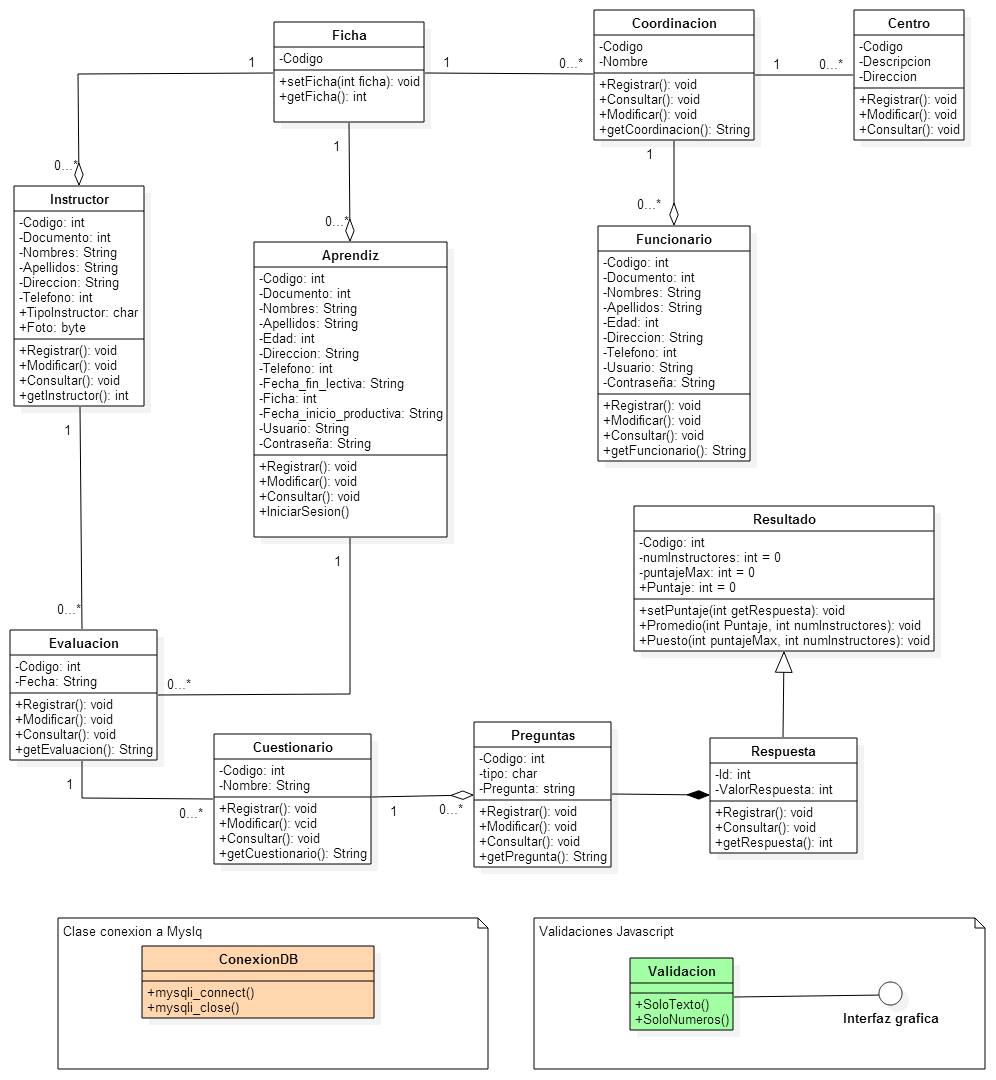 Ficha
-Codigo
+setFicha(int ficha): void
+getFicha(): int
Coordinacion
-Codigo
-Nombre
+Registrar(): void
+Consultar(): void
+Modificar(): void
+getCoordinacion(): String
Centro
-Codigo
-Descripcion
-Direccion
+Registrar(): void
+Modificar(): void
+Consultar(): void
1
1
0...*
1
0...*
1
0...*
1
0...*
1
0...*
Instructor
-Codigo: int
-Documento: int
-Nombres: String
-Apellidos: String
-Direccion: String
-Telefono: int
+TipoInstructor: char
+Foto: byte
+Registrar(): void
+Modificar(): void
+Consultar(): void
+getInstructor(): int
Aprendiz
-Codigo: int
-Documento: int
-Nombres: String
-Apellidos: String
-Edad: int
-Direccion: String
-Telefono: int
-Fecha_fin_lectiva: String
-Ficha: int
-Fecha_inicio_productiva: String
-Usuario: String
-Contraseña: String
+Registrar(): void
+Modificar(): void
+Consultar(): void
+IniciarSesion()
Funcionario
-Codigo: int
-Documento: int
-Nombres: String
-Apellidos: String
-Edad: int
-Direccion: String
-Telefono: int
-Usuario: String
-Contraseña: String
+Registrar(): void
+Modificar(): void
+Consultar(): void
+getFuncionario(): String
1
0...*
Resultado
-Codigo: int
-numInstructores: int = 0
-puntajeMax: int = 0
+Puntaje: int = 0
+setPuntaje(int getRespuesta): void
+Promedio(int Puntaje, int numInstructores): void
+Puesto(int puntajeMax, int numInstructores): void
Evaluacion
-Codigo: int
-Fecha: String
+Registrar(): void
+Modificar(): void
+Consultar(): void
+getEvaluacion(): String
0...*
1
0...*
Cuestionario
-Codigo: int
-Nombre: String
+Registrar(): void
+Modificar(): vcid
+Consultar(): void
+getCuestionario(): String
1
0...*
Preguntas
-Codigo: int
-tipo: char
-Pregunta: string
+Registrar(): void
+Modificar(): void
+Consultar(): void
+getPregunta(): String
Respuesta
-Id: int
-ValorRespuesta: int
+Registrar(): void
+Consultar(): void
+getRespuesta(): int
Clase conexion a Myslq
ConexionDB
+mysqli_connect()
+mysqli_close()
Validaciones Javascript
Validacion
+SoloTexto()
+SoloNumeros()
Interfaz grafica